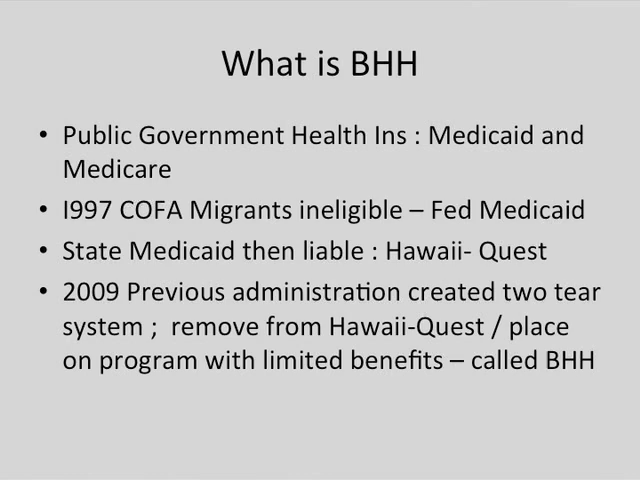 What is BHH
• Public Government Health Ins : Medicaid and
Medicare
• I997 COFA Migrants ineligible – Fed Medicaid
• State Medicaid then liable : Hawaii- Quest
• 2009 Previous administration created two tear
system ;  remove from Hawaii-Quest / place
on program with limited benefits – called BHH